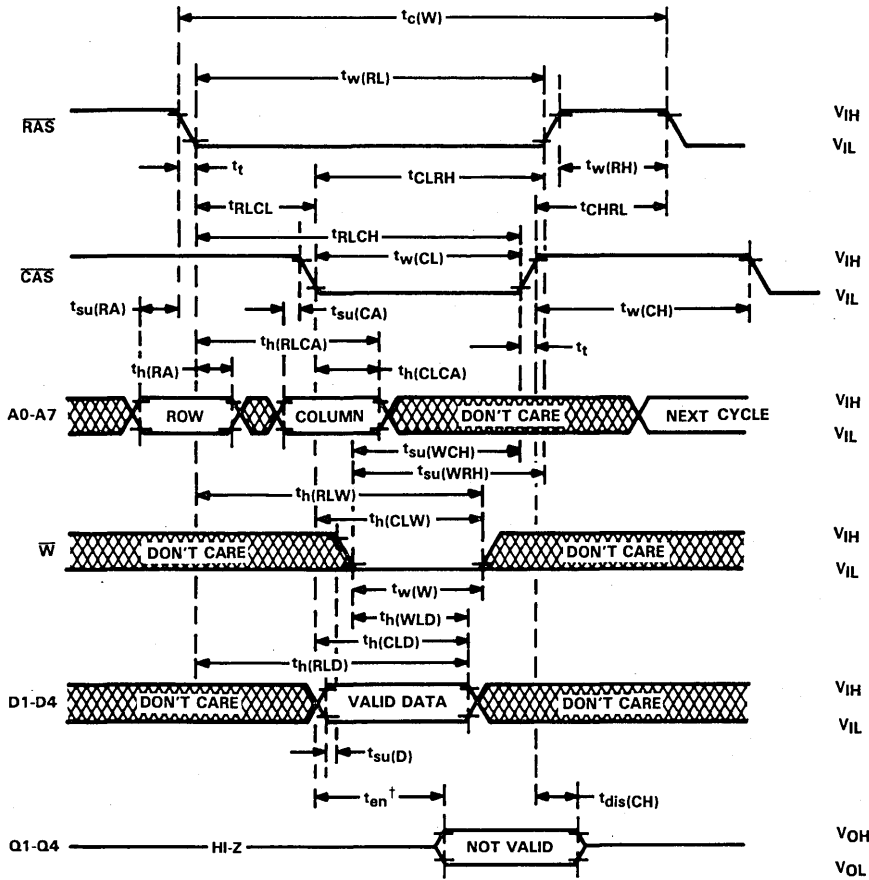 tc(W)
tw(RL)
RAS
VIH
VIL
tt
tCLRH
tw(RH)
tRLCL
tCHRL
tRLCH
tw(CL)
CAS
VIH
VIL
tsu(RA)
tsu(CA)
tw(CH)
th(RLCA)
tt
th(RA)
th(CLCA)
A0-A7
ROW
COLUMN
DON'T CARE
NEXT CYCLE
VIH
VIL
tsu(WCH)
tsu(WRH)
th(RLW)
th(CLW)
W
DON'T CARE
DON'T CARE
VIH
VIL
tw(W)
th(WLD)
th(CLD)
th(RLD)
D1-D4
DON'T CARE
VALID DATA
DON'T CARE
VIH
VIL
tsu(D)
ten†
tdis(CH)
Q1-Q4
HI-Z
NOT VALID
VOH
VOL